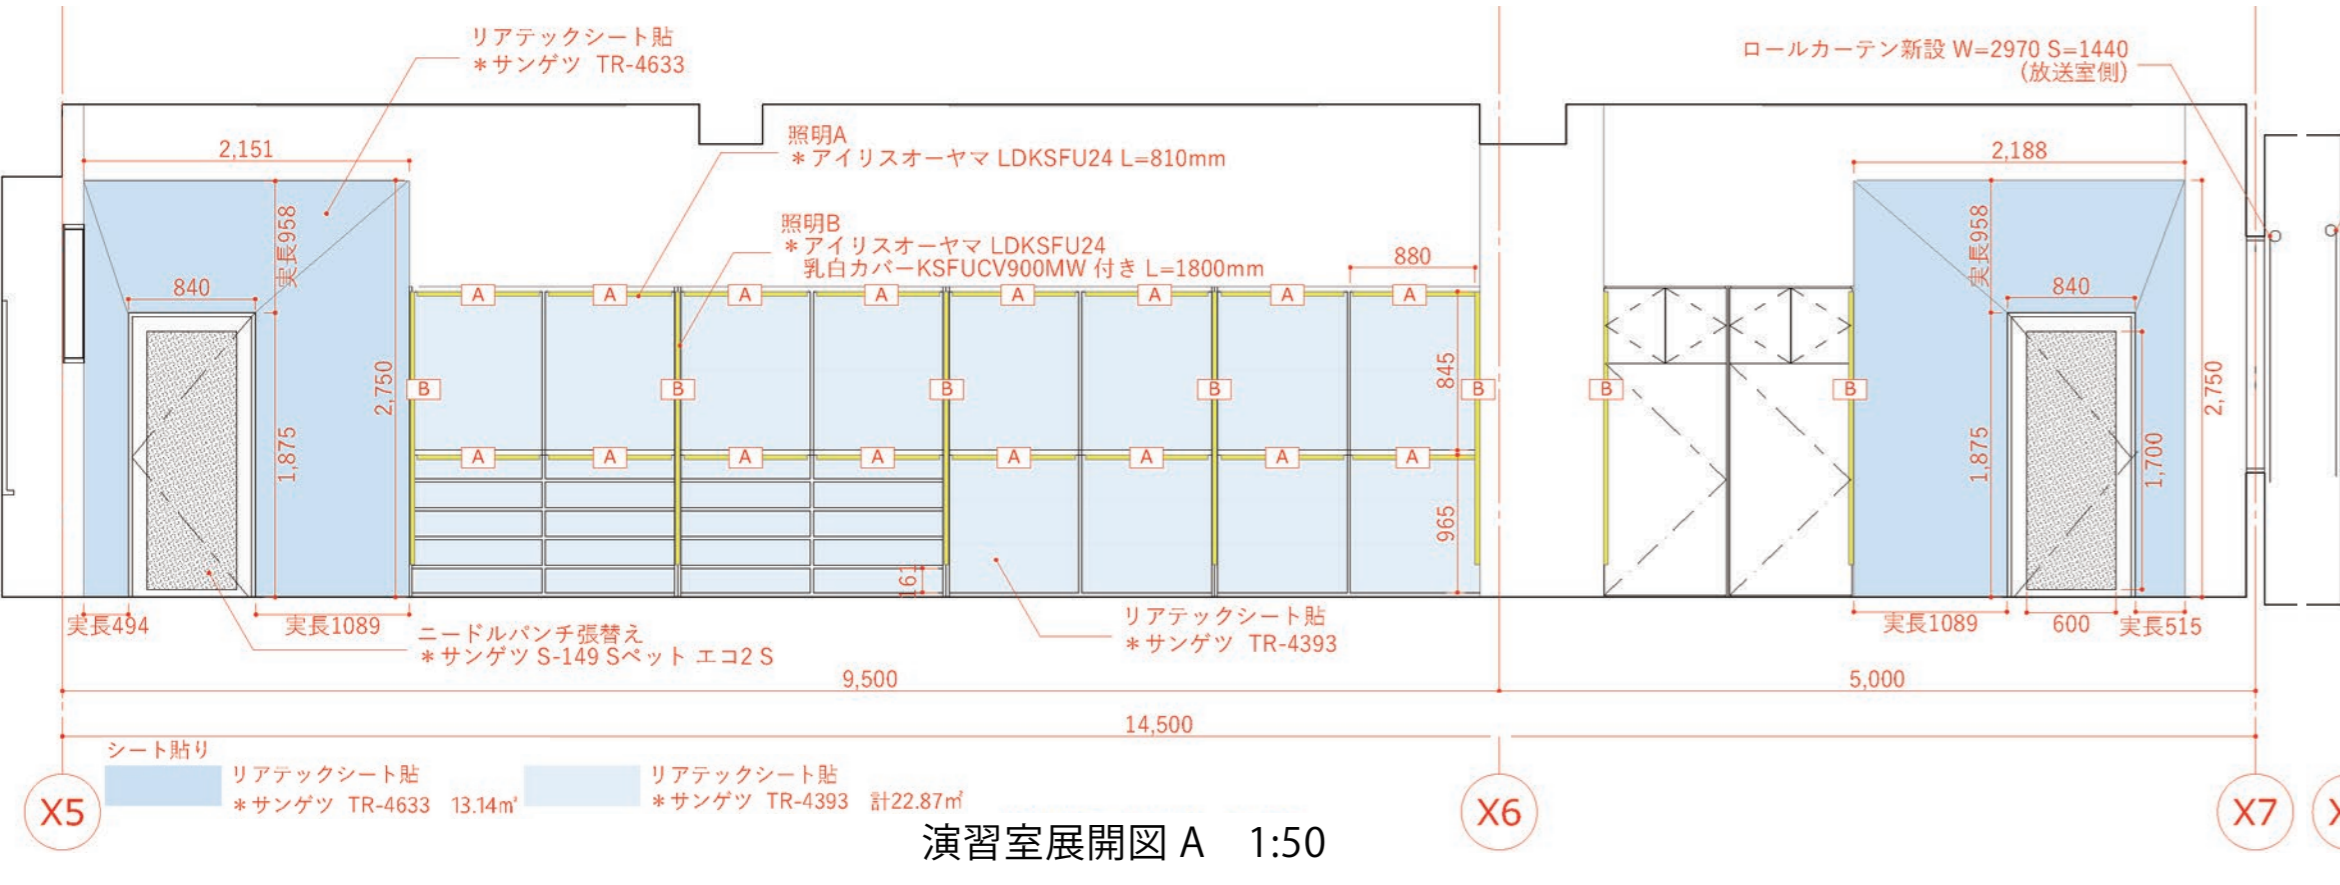 リアテックシート貼
＊サンゲツ TR-4633
ロールカーテン新設 W=2970 S=1440
(放送室側)
照明A
＊アイリスオーヤマ LDKSFU24 L=810mm
2,151
2,188
照明B
＊アイリスオーヤマ LDKSFU24
乳白カバーKSFUCV900MW 付き L=1800mm
実長958
880
実長958
840
840
A
A
A
A
A
A
A
A
2,750
845
2,750
B
B
B
B
B
B
B
1,875
A
A
A
A
A
A
A
A
1,875
1,700
965
161
実長494
実長1089
ニードルパンチ張替え
＊サンゲツ S-149 Sペット エコ2 S
リアテックシート貼
＊サンゲツ TR-4393
実長1089
600
実長515
9,500
5,000
14,500
シート貼り
リアテックシート貼
＊サンゲツ TR-4633 13.14㎡
リアテックシート貼
＊サンゲツ TR-4393 計22.87㎡
X5
X6
X7
演習室展開図 A 1:50